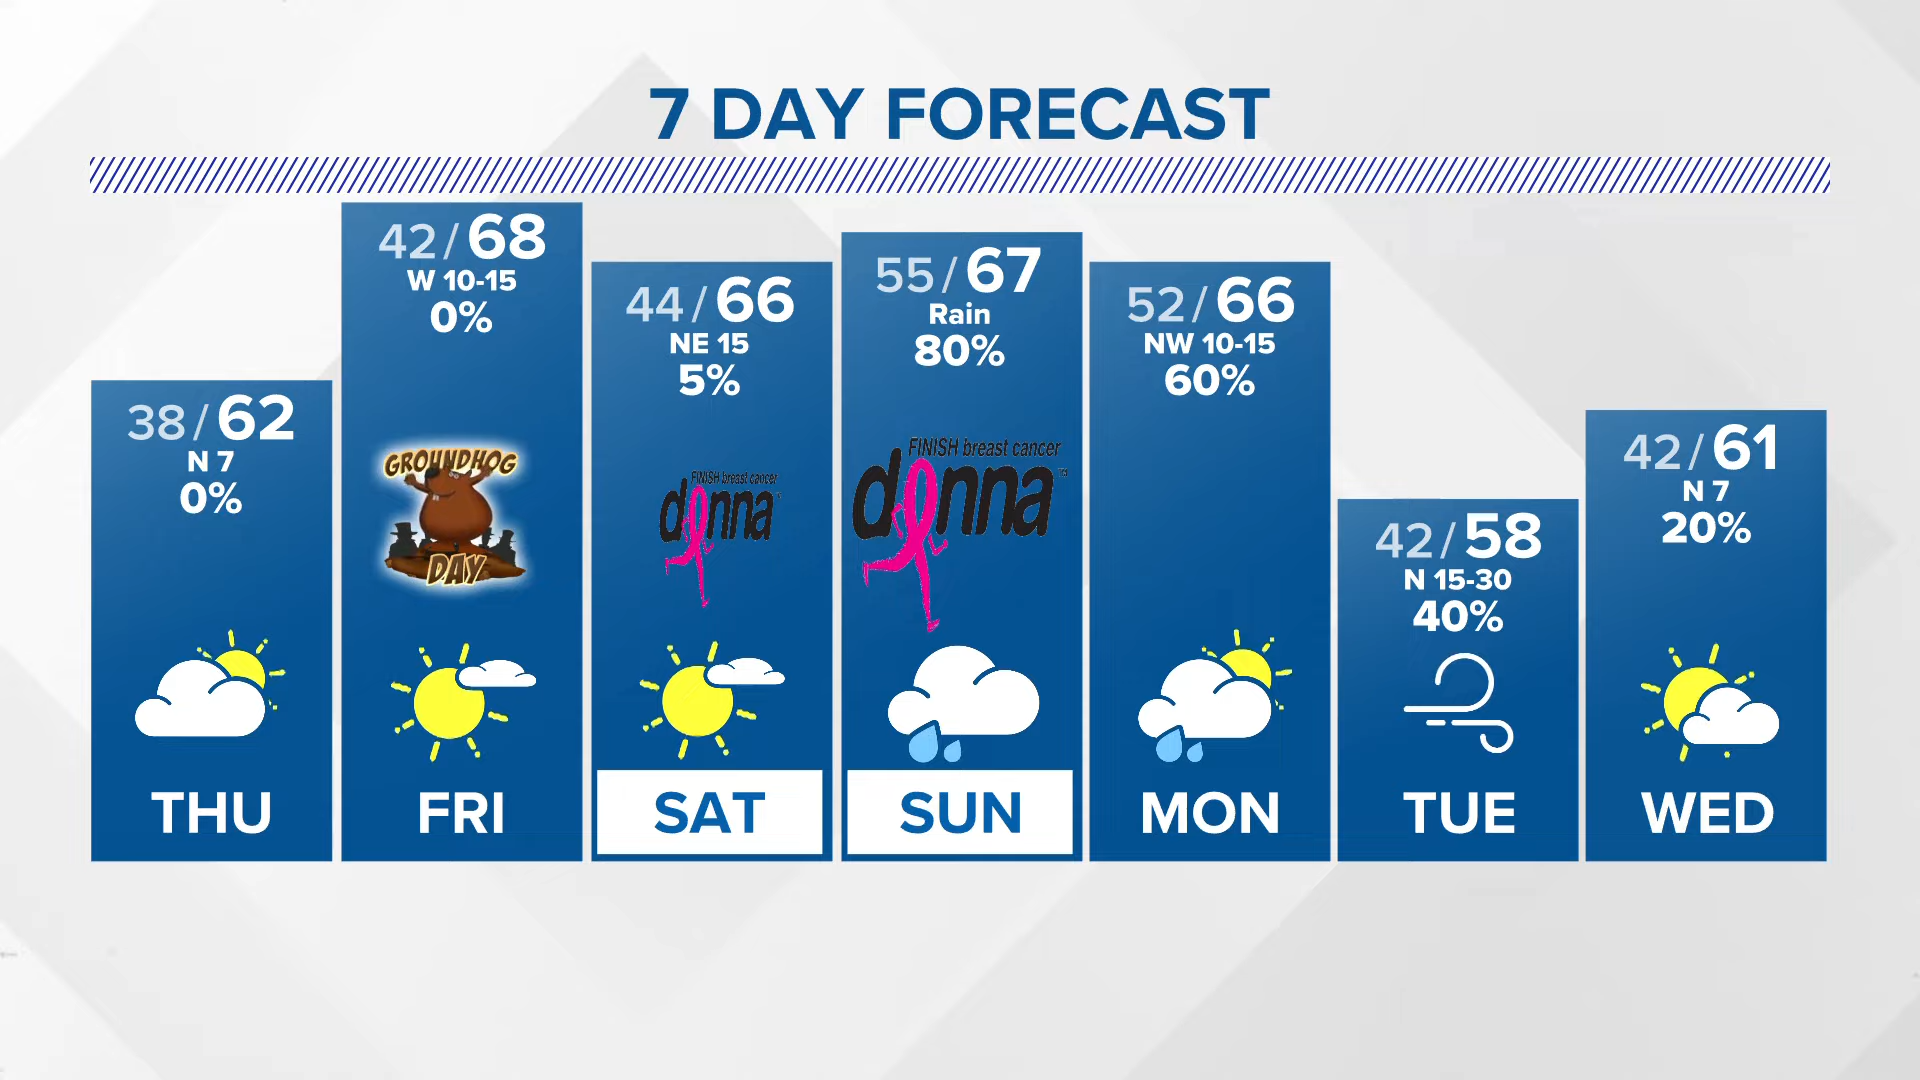 7 DAY FORECAST
38/62
N 7
0%
THU
42/68
W 10-15
0%
GROUNDHOG
DAY
FRI
44/66
NE 15
5%
FINISH breast cancer
donna
SAT
55/67
Rain
80%
FINISH breast cancer
donna™
SUN
52/66
NW 10-15
60%
MON
42/58
N 15-30
40%
TUE
42/61
N 7
20%
WED